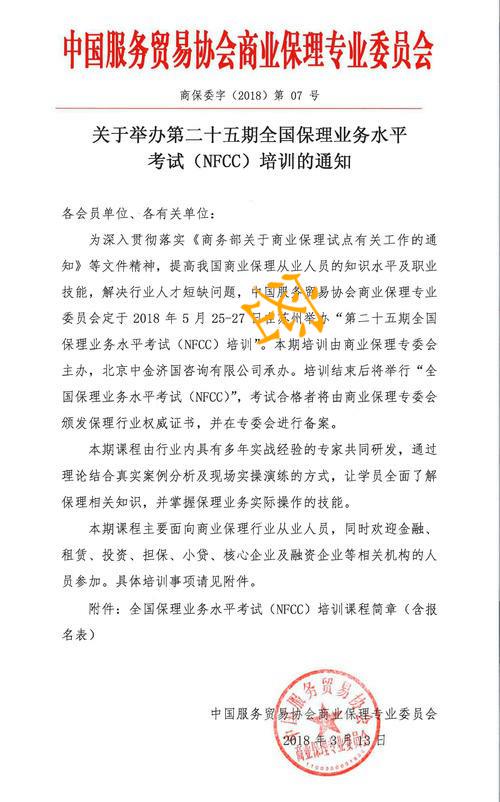 中国服务贸易协会商业保理专业委员会
商保委字（2018）第 07 号
关于举办第二十五期全国保理业务水平
考试（NFCC）培训的通知
各会员单位、各有关单位：
为深入贯彻落实《商务部关于商业保理试点有关工作的通
知》等文件精神，提高我国商业保理从业人员的知识水平及职业
技能，解决行业人才短缺问题，中国服务贸易协会商业保理专业
委员会定于 2018 年 5 月 25-27 日在苏州举办“第二十五期全国
保理业务水平考试（NFCC）培训”。本期培训由商业保理专委会
主办，北京中金济国咨询有限公司承办。培训结束后将举行“全
国保理业务水平考试（NFCC）”，考试合格者将由商业保理专委会
颁发保理行业权威证书，并在专委会进行备案。
本期课程由行业内具有多年实战经验的专家共同研发，通过
理论结合真实案例分析及现场实操演练的方式，让学员全面了解
保理相关知识，并掌握保理业务实际操作的技能。
本期课程主要面向商业保理行业从业人员，同时欢迎金融、
租赁、投资、担保、小贷、核心企业及融资企业等相关机构的人
员参加。具体培训事项请见附件。
附件：全国保理业务水平考试（NFCC）培训课程简章（含报
名表）
中国服务贸易协会商业保理专业委员会
2018 年 3 月 13 日
中国服务贸易协会
商业保理专业委员会